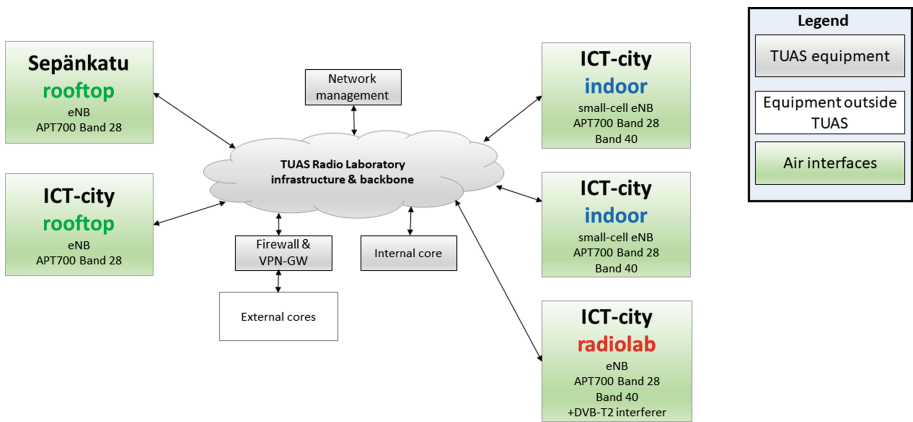 Sepänkatu
rooftop
eNB
APT700 Band 28
ICT-city
rooftop
eNB
APT700 Band 28
Network
management
TUAS Radio Laboratory
infrastructure & backbone
Firewall &
VPN-GW
Internal core
External cores
ICT-city
indoor
small-cell eNB
APT700 Band 28
Band 40
ICT-city
indoor
small-cell eNB
APT700 Band 28
Band 40
ICT-city
radiolab
eNB
APT700 Band 28
Band 40
+DVB-T2 interferer
Legend
TUAS equipment
Equipment outside
TUAS
Air interfaces